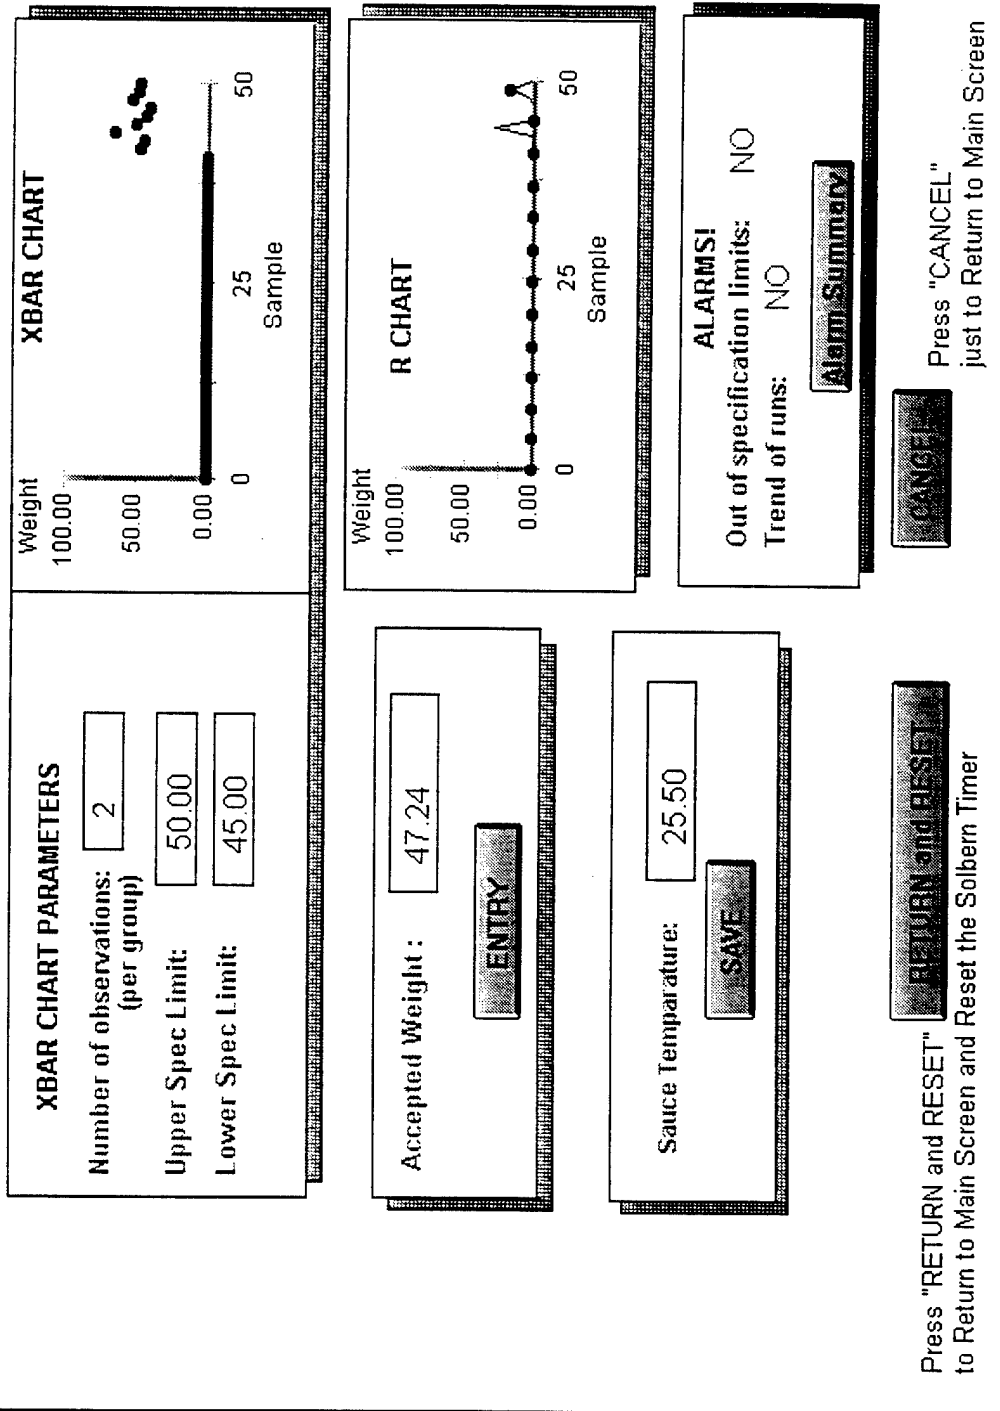 XBAR CHART PARAMETERS
Number of observations: 2
(per group)
Upper Spec Limit: 50.00
Lower Spec Limit: 45.00
XBAR CHART
Weight
100.00
50.00
0.00
0 25 50
Sample
Accepted Weight : 47.24
ENTRY
R CHART
Weight
100.00
50.00
0.00
0 25 50
Sample
Sauce Temparature: 25.50
SAVE
ALARMS!
Out of specification limits: NO
Trend of runs: NO
Alarm Summary
RETURN and RESET
Press "RETURN and RESET"
to Return to Main Screen and Reset the Solbern Timer
CANCEL
Press "CANCEL"
just to Return to Main Screen